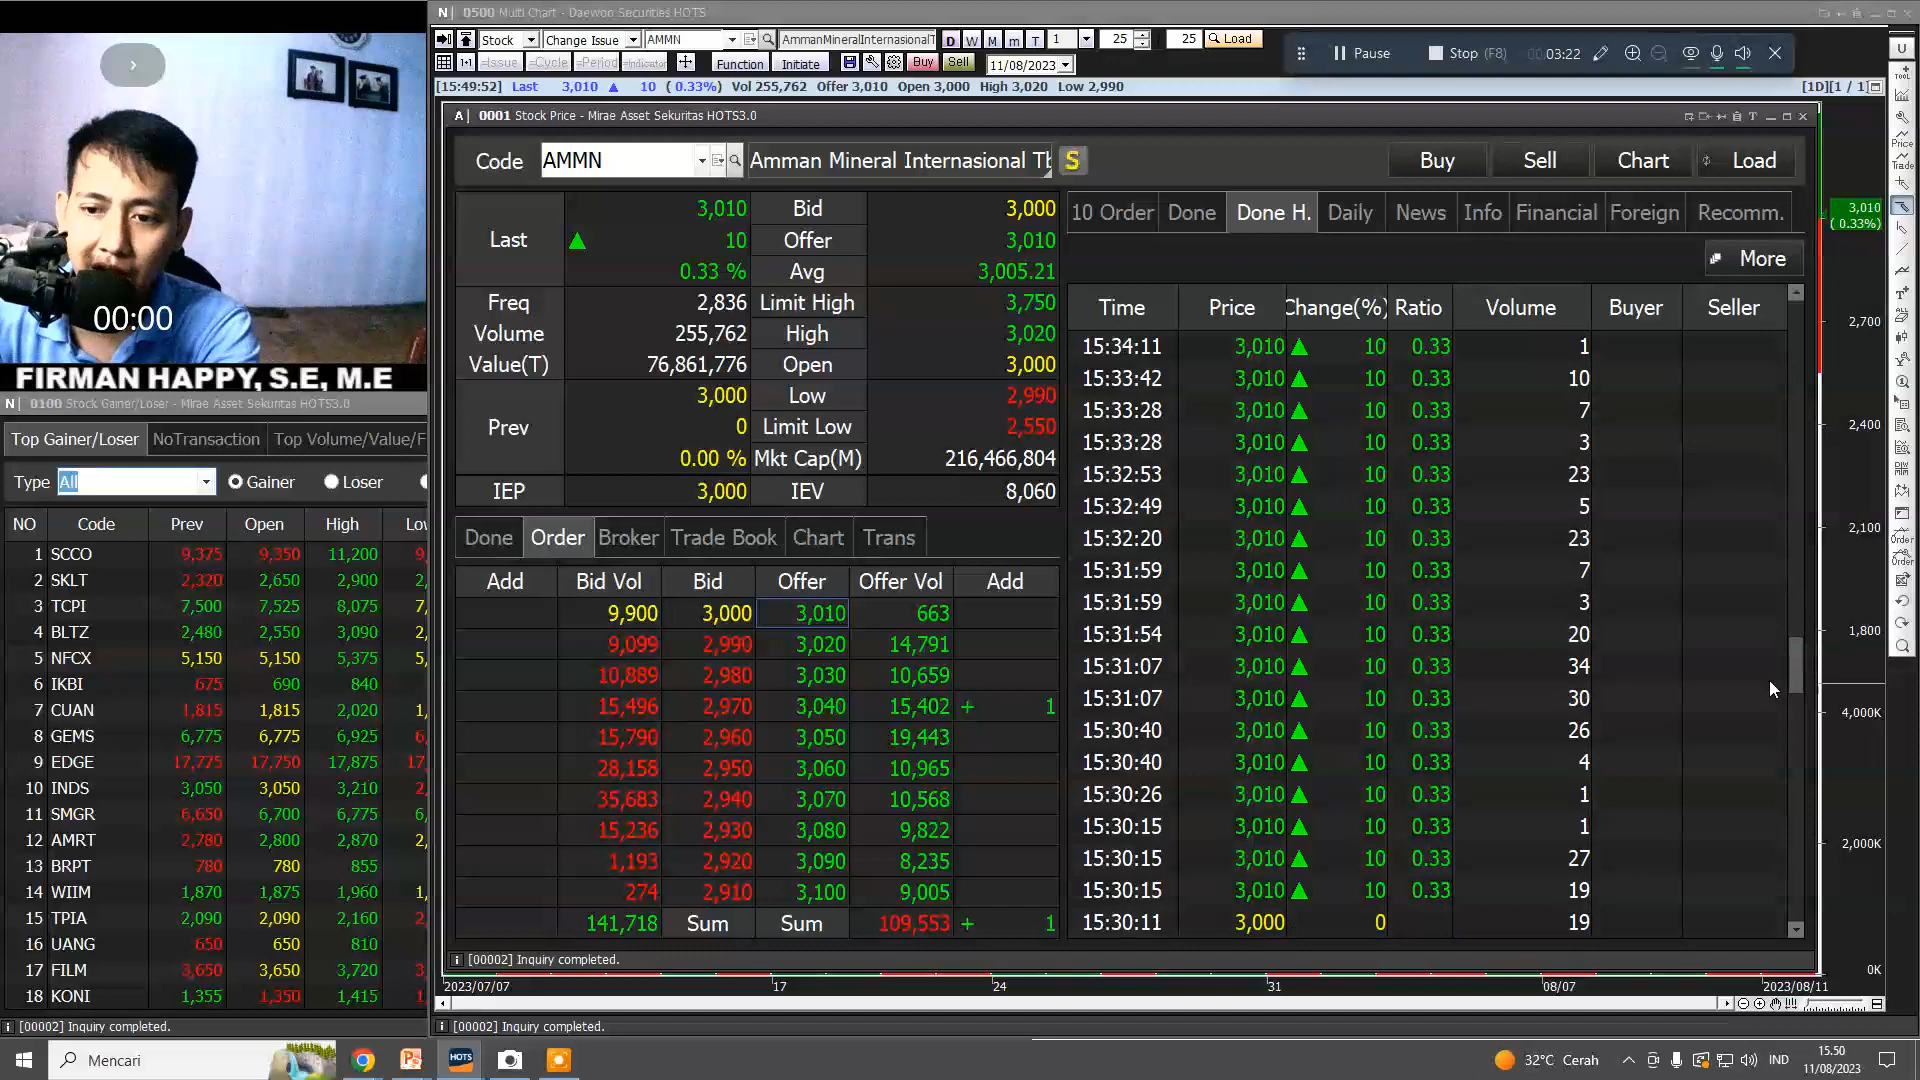 N 0500 Multi Chart - Daewon Securities HOTS
Stock Change Issue AMMN AmmanMineralInternasionalT D W M m T 1 25 25 Load
=Issue =Cycle =Period =Indicator Function Initiate Buy Sell 11/08/2023
Pause Stop (F8) 00:03:22
[15:49:52] Last 3,010 ▲ 10 ( 0.33%) Vol 255,762 Offer 3,010 Open 3,000 High 3,020 Low 2,990 [1D][1 / 1]
A 0001 Stock Price - Mirae Asset Sekuritas HOTS3.0
Code AMMN Amman Mineral Internasional Tb S Buy Sell Chart Load
Last 3,010 Bid 3,000
▲ 10 Offer 3,010
0.33 % Avg 3,005.21
Freq 2,836 Limit High 3,750
Volume 255,762 High 3,020
Value(T) 76,861,776 Open 3,000
Prev 3,000 Low 2,990
0 Limit Low 2,550
0.00 % Mkt Cap(M) 216,466,804
IEP 3,000 IEV 8,060
Done Order Broker Trade Book Chart Trans
Add Bid Vol Bid Offer Offer Vol Add
9,900 3,000 3,010 663
9,099 2,990 3,020 14,791
10,889 2,980 3,030 10,659
15,496 2,970 3,040 15,402 + 1
15,790 2,960 3,050 19,443
28,158 2,950 3,060 10,965
35,683 2,940 3,070 10,568
15,236 2,930 3,080 9,822
1,193 2,920 3,090 8,235
274 2,910 3,100 9,005
141,718 Sum Sum 109,553 + 1
[00002] Inquiry completed.
10 Order Done Done H. Daily News Info Financial Foreign Recomm.
More
Time Price Change(%) Ratio Volume Buyer Seller
15:34:11 3,010 ▲ 10 0.33 1
15:33:42 3,010 ▲ 10 0.33 10
15:33:28 3,010 ▲ 10 0.33 7
15:33:28 3,010 ▲ 10 0.33 3
15:32:53 3,010 ▲ 10 0.33 23
15:32:49 3,010 ▲ 10 0.33 5
15:32:20 3,010 ▲ 10 0.33 23
15:31:59 3,010 ▲ 10 0.33 7
15:31:59 3,010 ▲ 10 0.33 3
15:31:54 3,010 ▲ 10 0.33 20
15:31:07 3,010 ▲ 10 0.33 34
15:31:07 3,010 ▲ 10 0.33 30
15:30:40 3,010 ▲ 10 0.33 26
15:30:40 3,010 ▲ 10 0.33 4
15:30:26 3,010 ▲ 10 0.33 1
15:30:15 3,010 ▲ 10 0.33 1
15:30:15 3,010 ▲ 10 0.33 27
15:30:15 3,010 ▲ 10 0.33 19
15:30:11 3,000 0 19
3,010
( 0.33%)
2,700
2,400
2,100
1,800
4,000K
2,000K
0K
U
TOOL
Price
Trade
Order
Order
2023/07/07 17 24 31 08/07 2023/08/11
[00002] Inquiry completed.
00:00
FIRMAN HAPPY, S.E, M.E
N 0100 Stock Gainer/Loser - Mirae Asset Sekuritas HOTS3.0
Top Gainer/Loser NoTransaction Top Volume/Value/F
Type All Gainer Loser
NO Code Prev Open High Low
1 SCCO 9,375 9,350 11,200 9,
2 SKLT 2,320 2,650 2,900 2,
3 TCPI 7,500 7,525 8,075 7,
4 BLTZ 2,480 2,550 3,090 2,
5 NFCX 5,150 5,150 5,375 5,
6 IKBI 675 690 840
7 CUAN 1,815 1,815 2,020 1,
8 GEMS 6,775 6,775 6,925 6,
9 EDGE 17,775 17,750 17,875 17,
10 INDS 3,050 3,050 3,210 2,
11 SMGR 6,650 6,700 6,775 6,
12 AMRT 2,780 2,800 2,870 2,
13 BRPT 780 780 855
14 WIIM 1,870 1,875 1,960 1,
15 TPIA 2,090 2,090 2,160 2,
16 UANG 650 650 810
17 FILM 3,650 3,650 3,720 3,
18 KONI 1,355 1,350 1,415 1,
[00002] Inquiry completed.
Mencari HOTS 32°C Cerah IND 15.50
11/08/2023